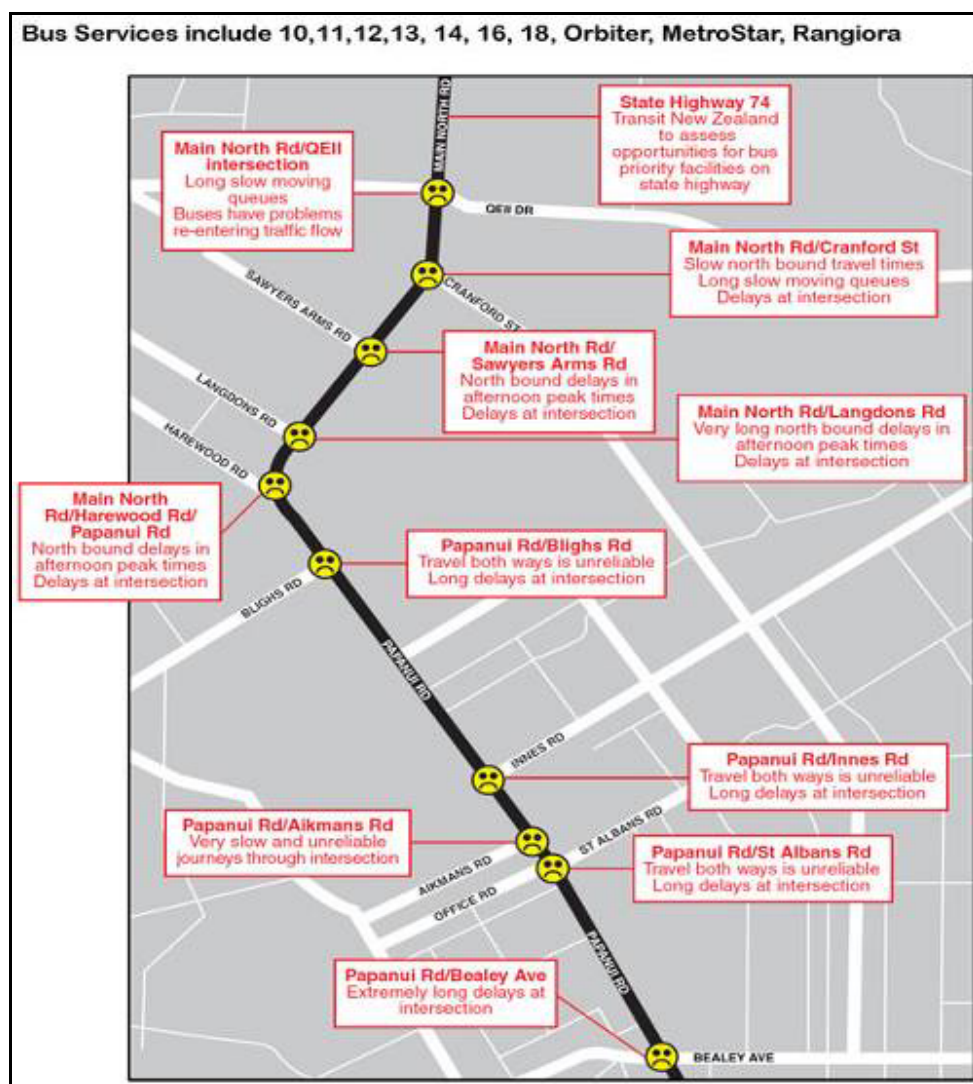 Bus Services include 10,11,12,13, 14, 16, 18, Orbiter, MetroStar, Rangiora
MAIN NORTH RD
State Highway 74
Transit New Zealand
to assess
opportunities for bus
priority facilities on
state highway
Main North Rd/QEII
intersection
Long slow moving
queues
Buses have problems
re-entering traffic flow
QEII DR
Main North Rd/Cranford St
Slow north bound travel times
Long slow moving queues
Delays at intersection
SAWYERS ARMS RD
CRANFORD ST
Main North Rd/
Sawyers Arms Rd
North bound delays in
afternoon peak times
Delays at intersection
LANGDONS RD
Main North Rd/Langdons Rd
Very long north bound delays in
afternoon peak times
Delays at intersection
HAREWOOD RD
Main North
Rd/Harewood Rd/
Papanui Rd
North bound delays in
afternoon peak times
Delays at intersection
Papanui Rd/Blighs Rd
Travel both ways is unreliable
Long delays at intersection
BLIGHS RD
PAPANUI RD
INNES RD
Papanui Rd/Innes Rd
Travel both ways is unreliable
Long delays at intersection
Papanui Rd/Aikmans Rd
Very slow and unreliable
journeys through intersection
ST ALBANS RD
AIKMANS RD
OFFICE RD
Papanui Rd/St Albans Rd
Travel both ways is unreliable
Long delays at intersection
PAPANUI RD
Papanui Rd/Bealey Ave
Extremely long delays at
intersection
BEALEY AVE